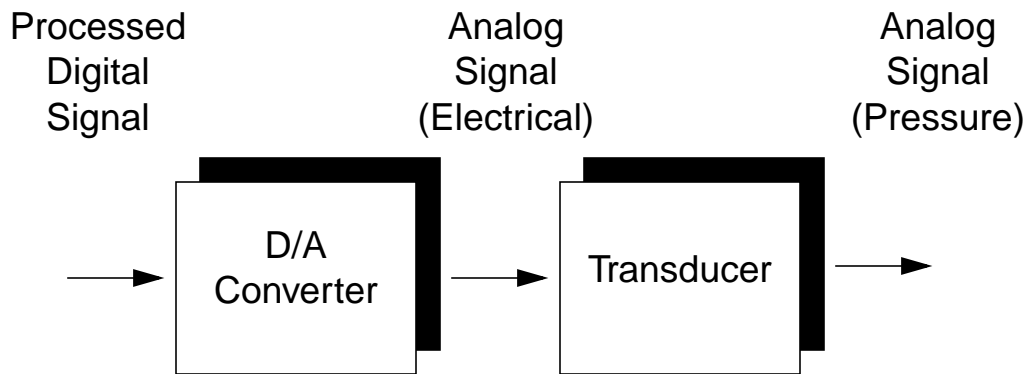 Processed
Digital
Signal
Analog
Signal
(Electrical)
Analog
Signal
(Pressure)
D/A
Converter
Transducer